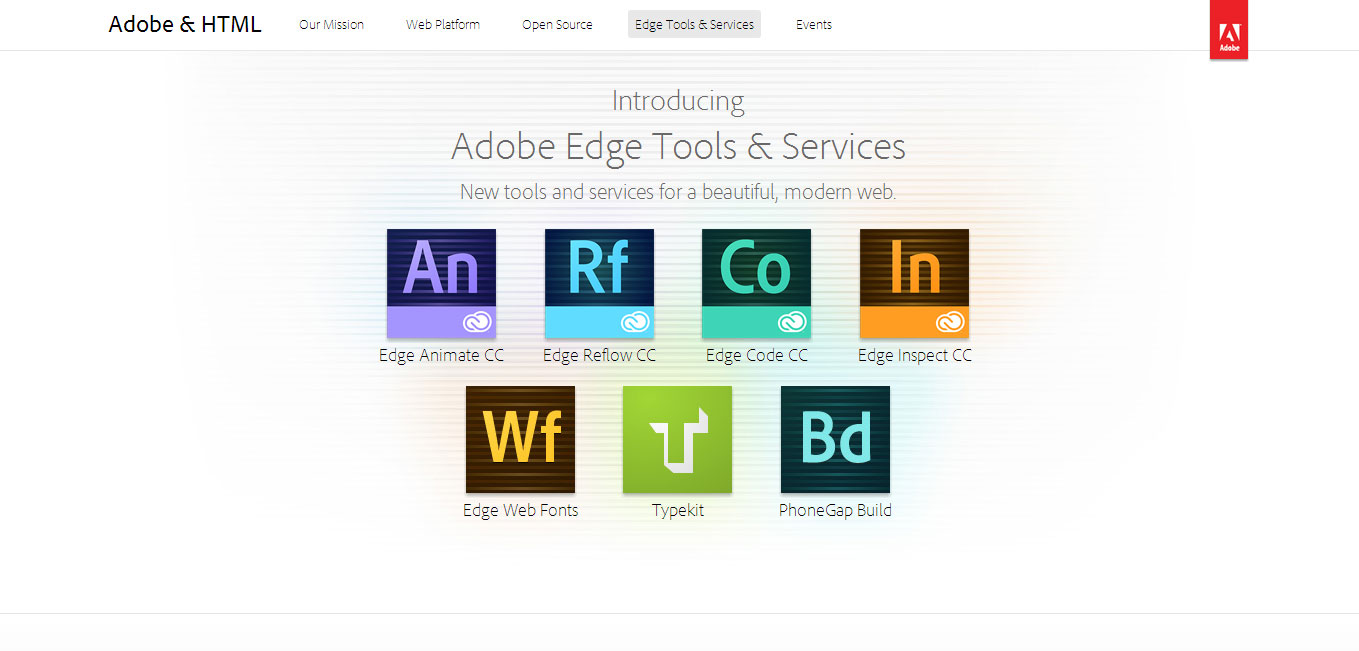 Adobe & HTML Our Mission Web Platform Open Source Edge Tools & Services Events
Adobe
Introducing
Adobe Edge Tools & Services
New tools and services for a beautiful, modern web.
An Rf Co In
Edge Animate CC Edge Reflow CC Edge Code CC Edge Inspect CC
Wf Bd
Edge Web Fonts Typekit PhoneGap Build